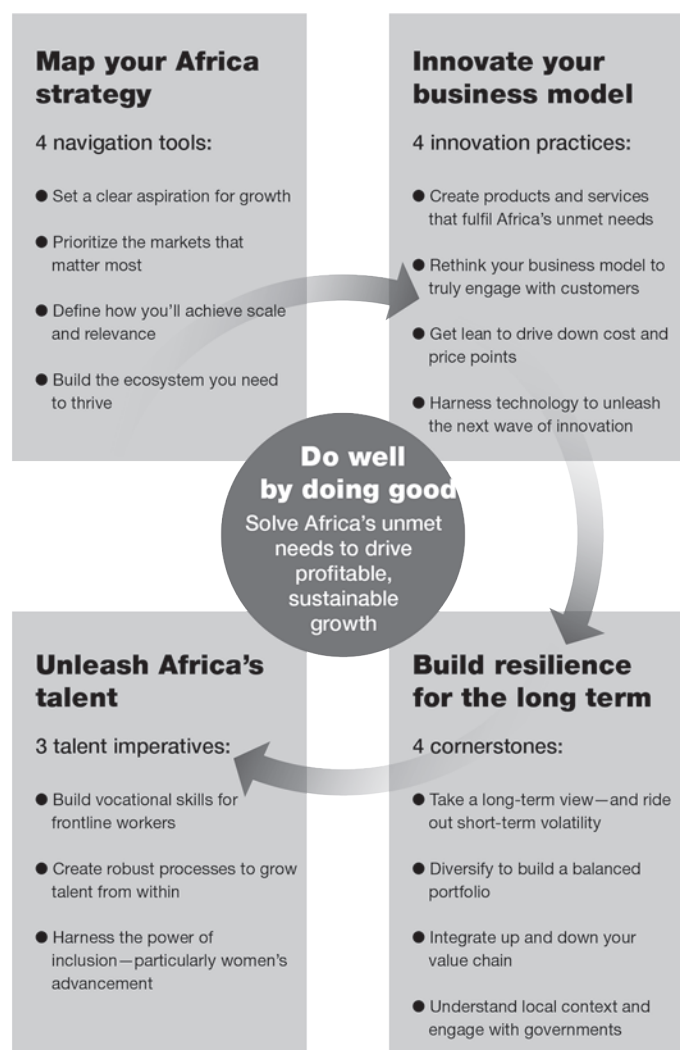 Map your Africa
strategy
4 navigation tools:
● Set a clear aspiration for growth
● Prioritize the markets that
matter most
● Define how you’ll achieve scale
and relevance
● Build the ecosystem you need
to thrive
Innovate your
business model
4 innovation practices:
● Create products and services
that fulfil Africa’s unmet needs
● Rethink your business model to
truly engage with customers
● Get lean to drive down cost and
price points
● Harness technology to unleash
the next wave of innovation
Do well
by doing good
Solve Africa’s unmet
needs to drive
profitable,
sustainable
growth
Unleash Africa’s
talent
3 talent imperatives:
● Build vocational skills for
frontline workers
● Create robust processes to grow
talent from within
● Harness the power of
inclusion—particularly women’s
advancement
Build resilience
for the long term
4 cornerstones:
● Take a long-term view—and ride
out short-term volatility
● Diversify to build a balanced
portfolio
● Integrate up and down your
value chain
● Understand local context and
engage with governments